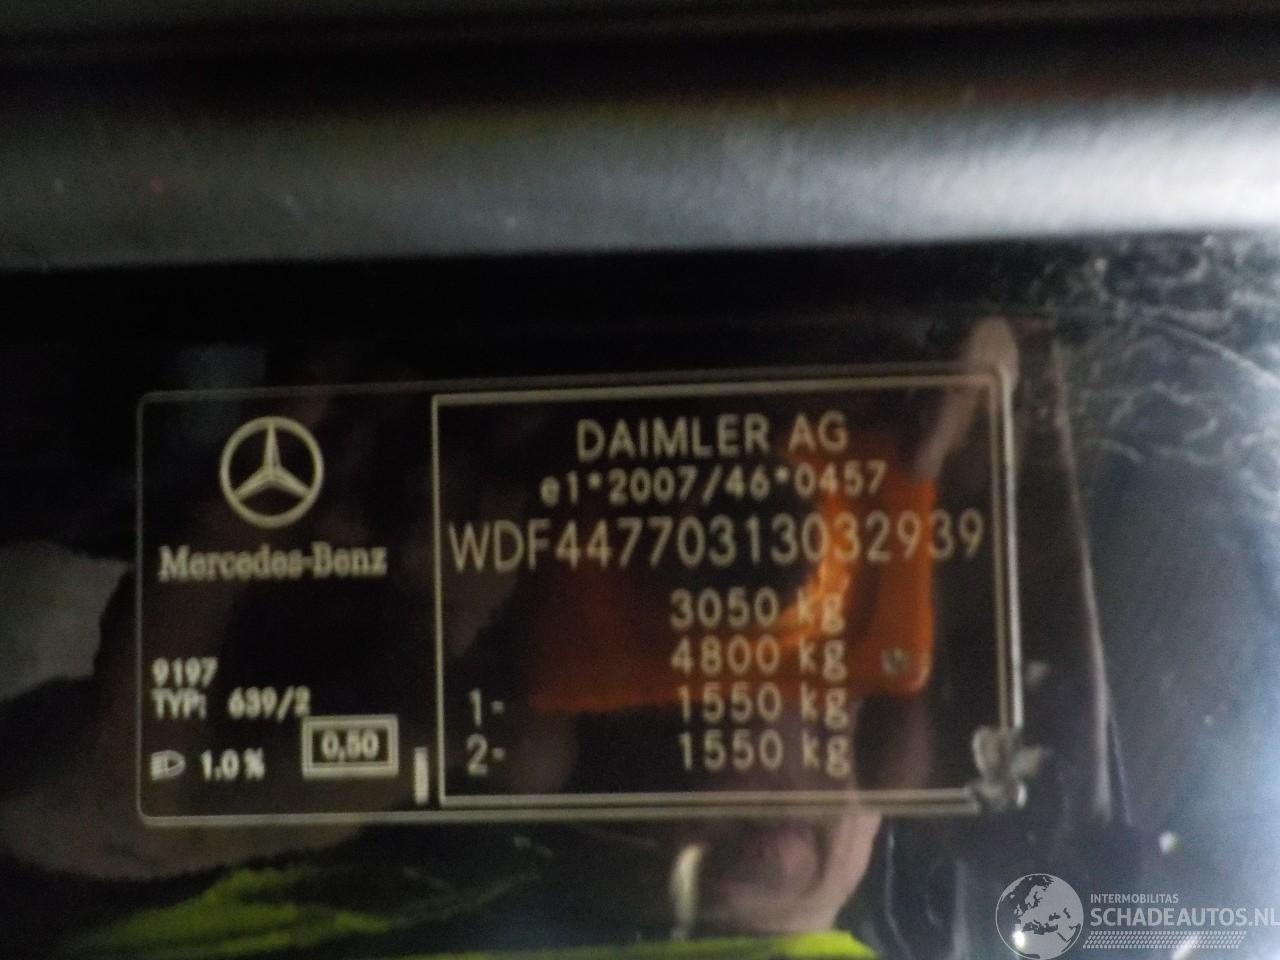 DAIMLER AG
e1*2007/46*0457
WDF44770313032939
3050 kg
4800 kg
1- 1550 kg
2- 1550 kg
Mercedes-Benz
9197
TYP: 639/2
1.0 % 0,50
INTERMOBILITAS
SCHADEAUTOS.NL